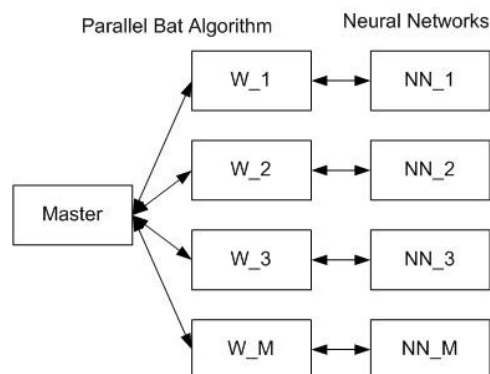 Parallel Bat Algorithm
Neural Networks
W_1
NN_1
W_2
NN_2
Master
W_3
NN_3
W_M
NN_M